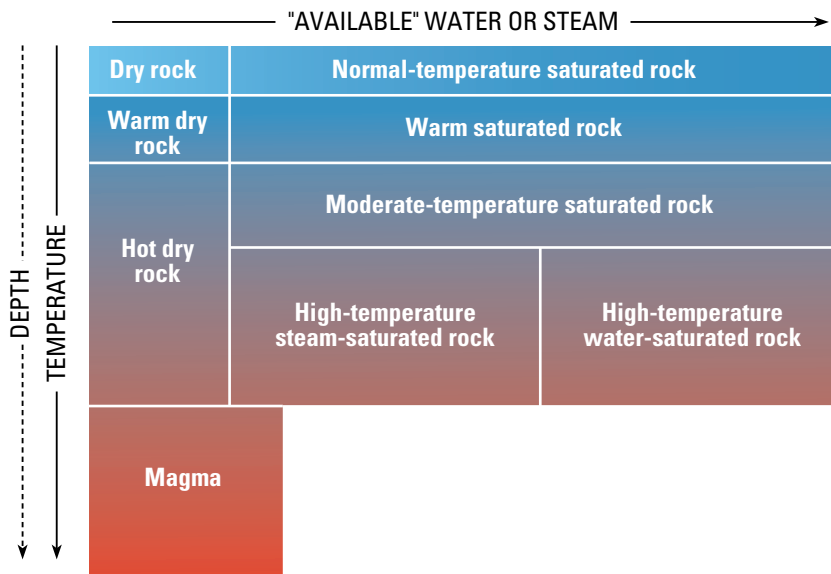 "AVAILABLE" WATER OR STEAM
DEPTH
TEMPERATURE
Dry rock
Normal-temperature saturated rock
Warm dry
rock
Warm saturated rock
Hot dry
rock
Moderate-temperature saturated rock
High-temperature
steam-saturated rock
High-temperature
water-saturated rock
Magma